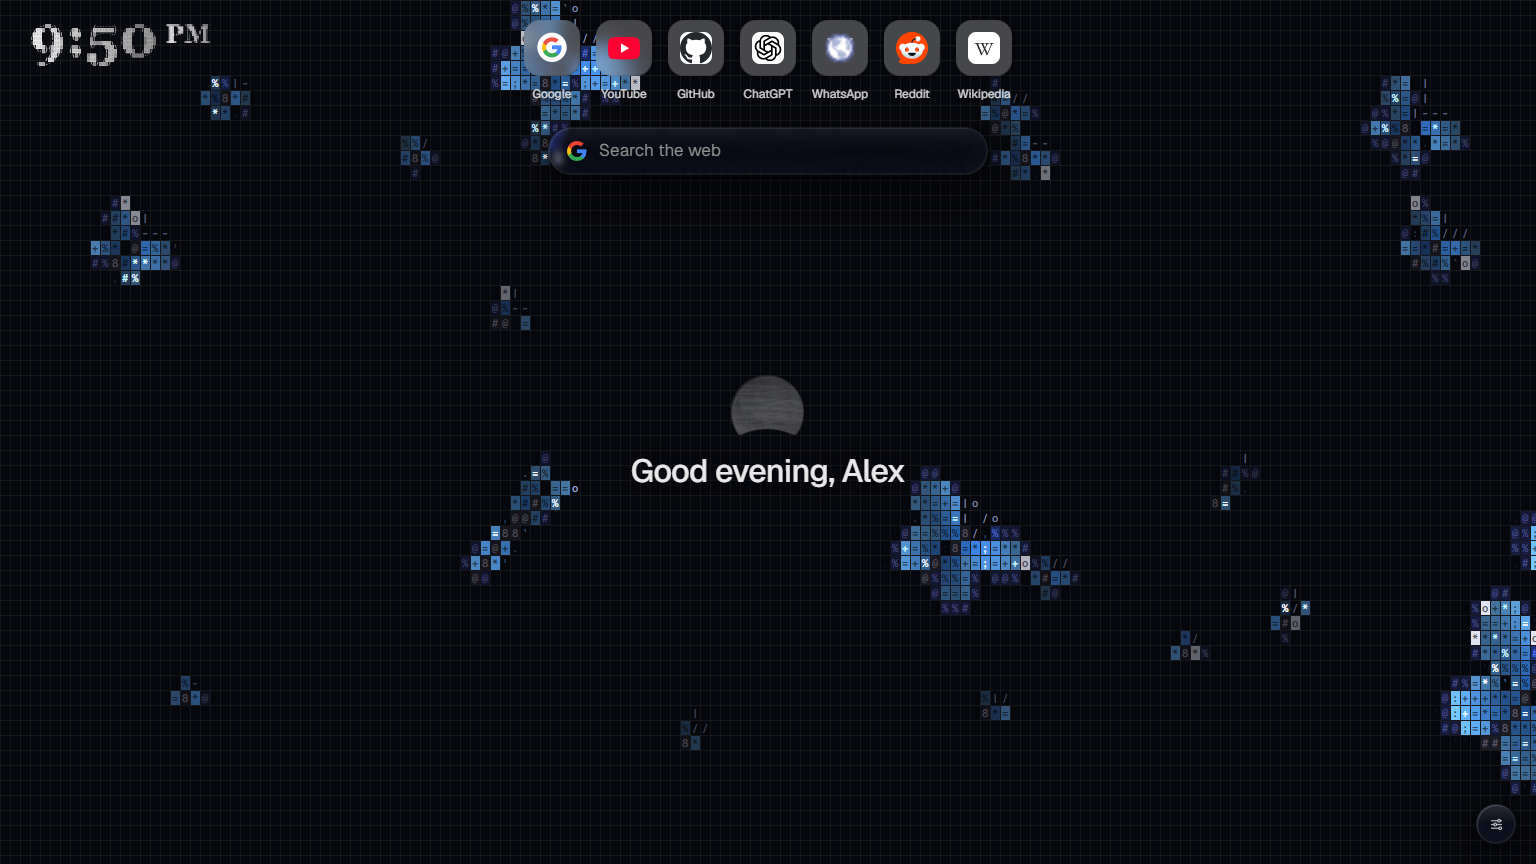 9:50 PM
Google YouTube GitHub ChatGPT WhatsApp Reddit Wikipedia
Search the web
Good evening, Alex